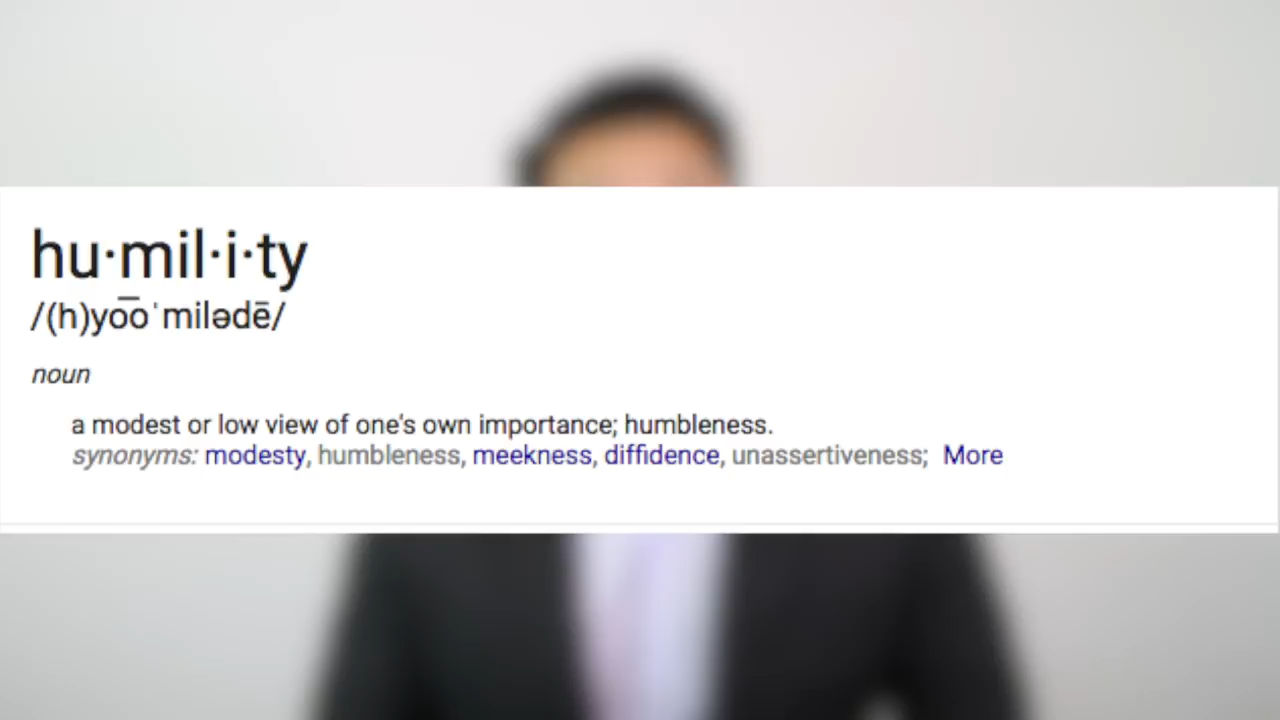 hu·mil·i·ty
/(h)yo͞oˈmilədē/
noun
a modest or low view of one's own importance; humbleness.
synonyms: modesty, humbleness, meekness, diffidence, unassertiveness; More